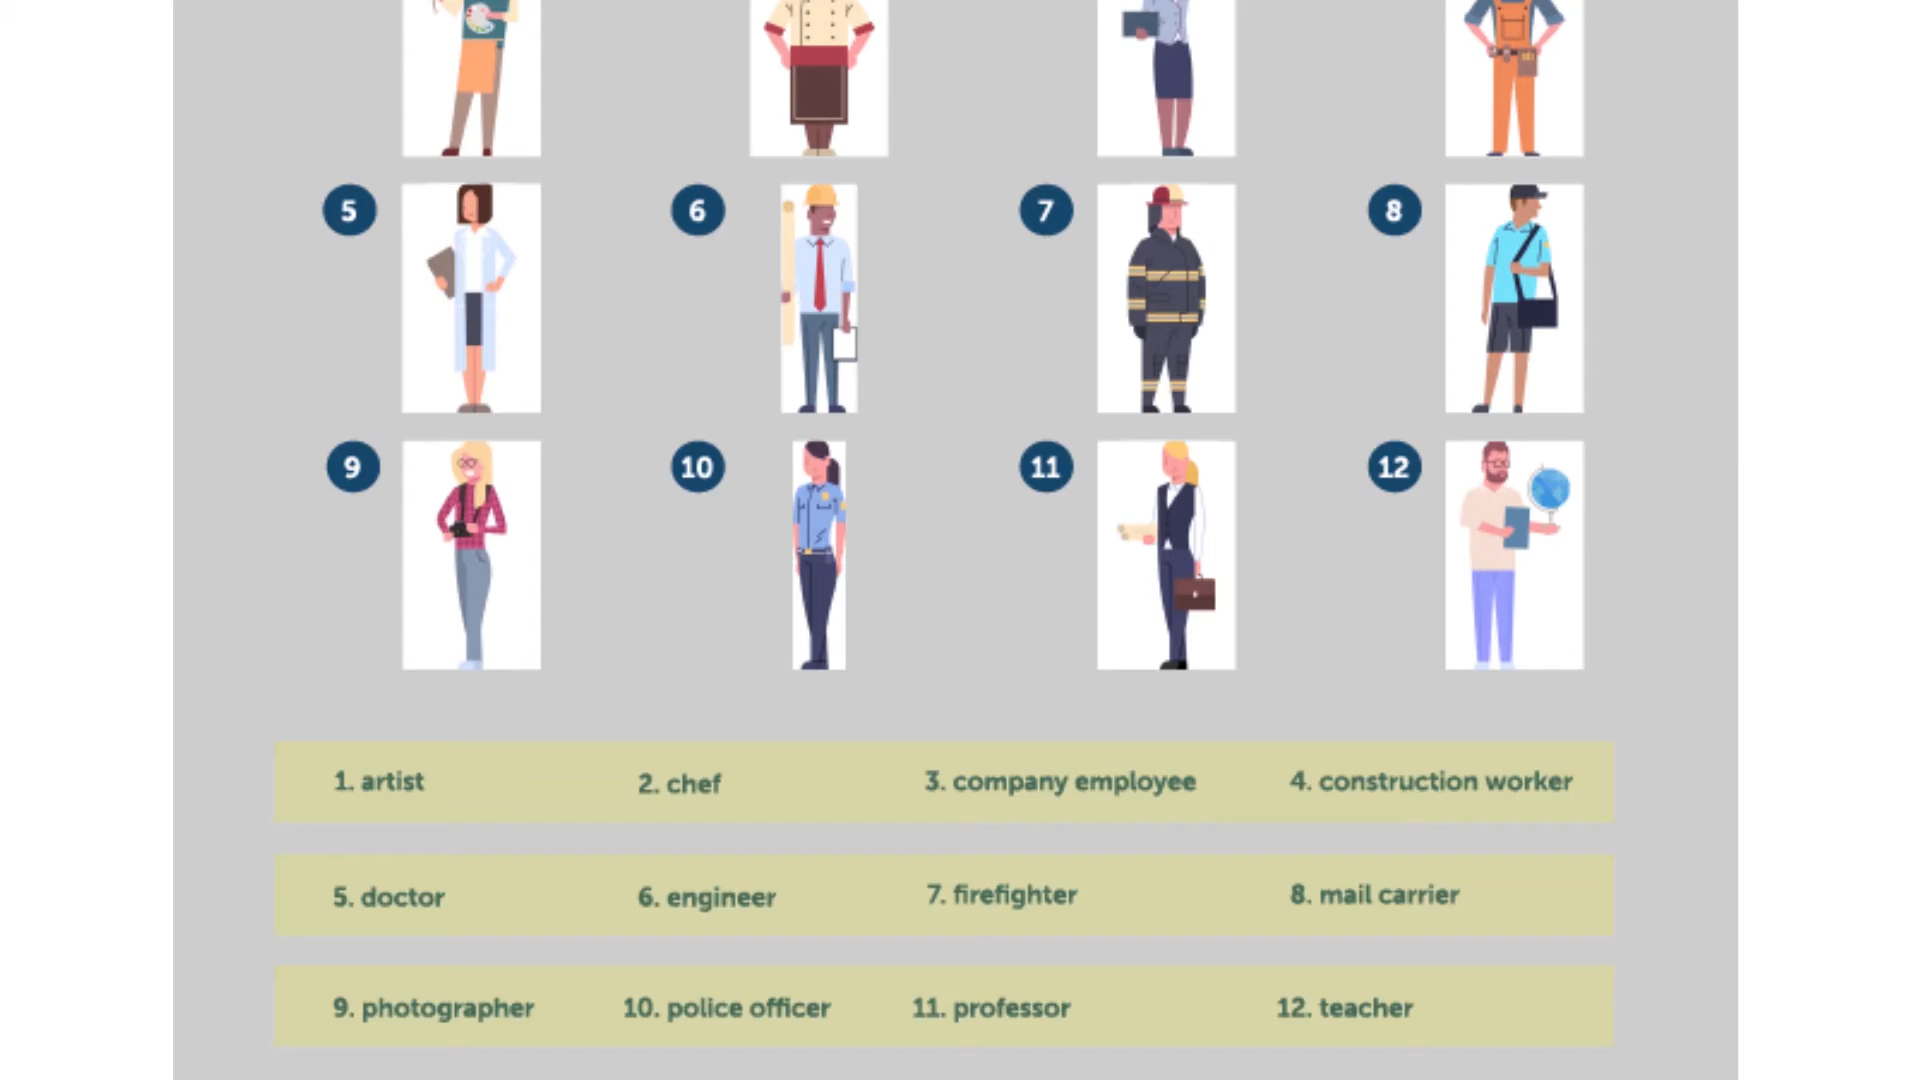 5 6 7 8
9 10 11 12
1. artist 2. chef 3. company employee 4. construction worker
5. doctor 6. engineer 7. firefighter 8. mail carrier
9. photographer 10. police officer 11. professor 12. teacher